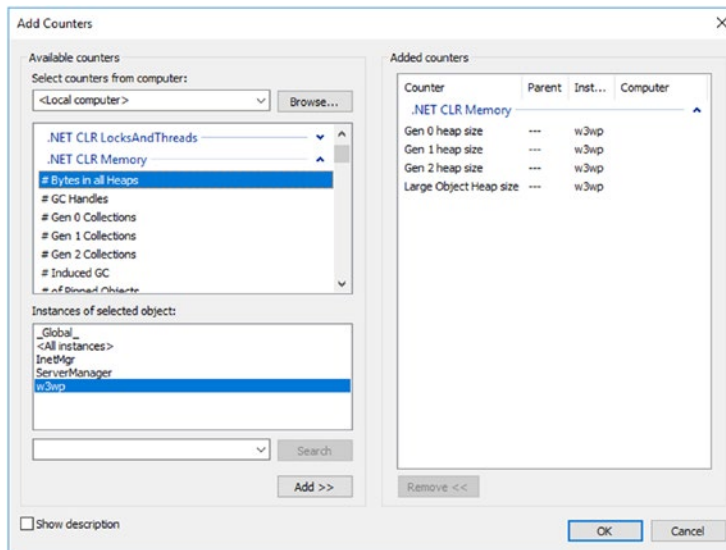 Add Counters
Available counters
Select counters from computer:
<Local computer>
Browse...
.NET CLR LocksAndThreads
.NET CLR Memory
# Bytes in all Heaps
# GC Handles
# Gen 0 Collections
# Gen 1 Collections
# Gen 2 Collections
# Induced GC
# of Pinned Objects
Instances of selected object:
_Global_
<All instances>
InetMgr
ServerManager
w3wp
Search
Add >>
Show description
Added counters
Counter Parent Inst... Computer
.NET CLR Memory
Gen 0 heap size --- w3wp
Gen 1 heap size --- w3wp
Gen 2 heap size --- w3wp
Large Object Heap size --- w3wp
Remove <<
OK Cancel